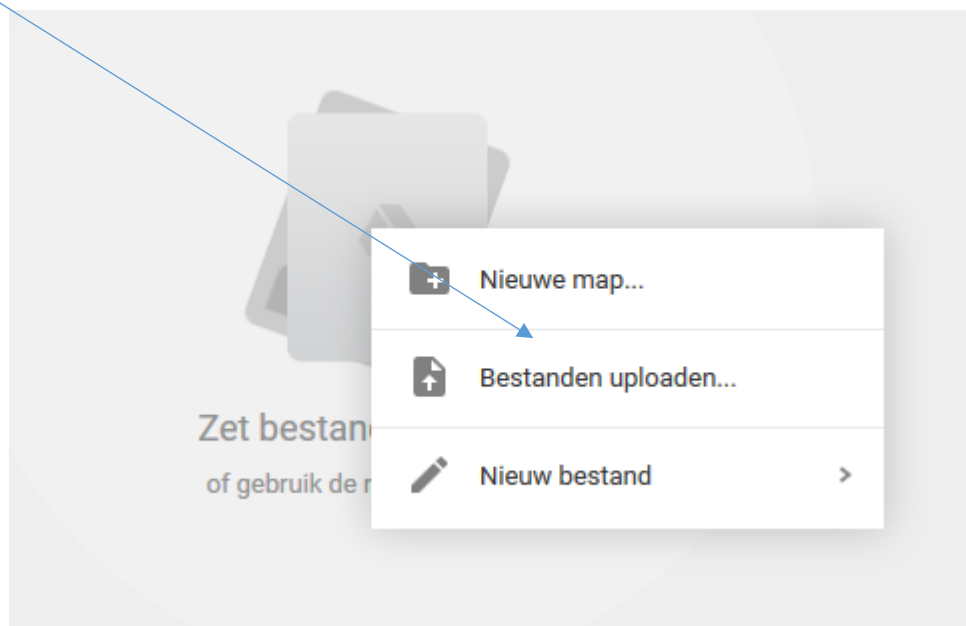 Nieuwe map...
Bestanden uploaden...
Zet bestan
of gebruik de r
Nieuw bestand